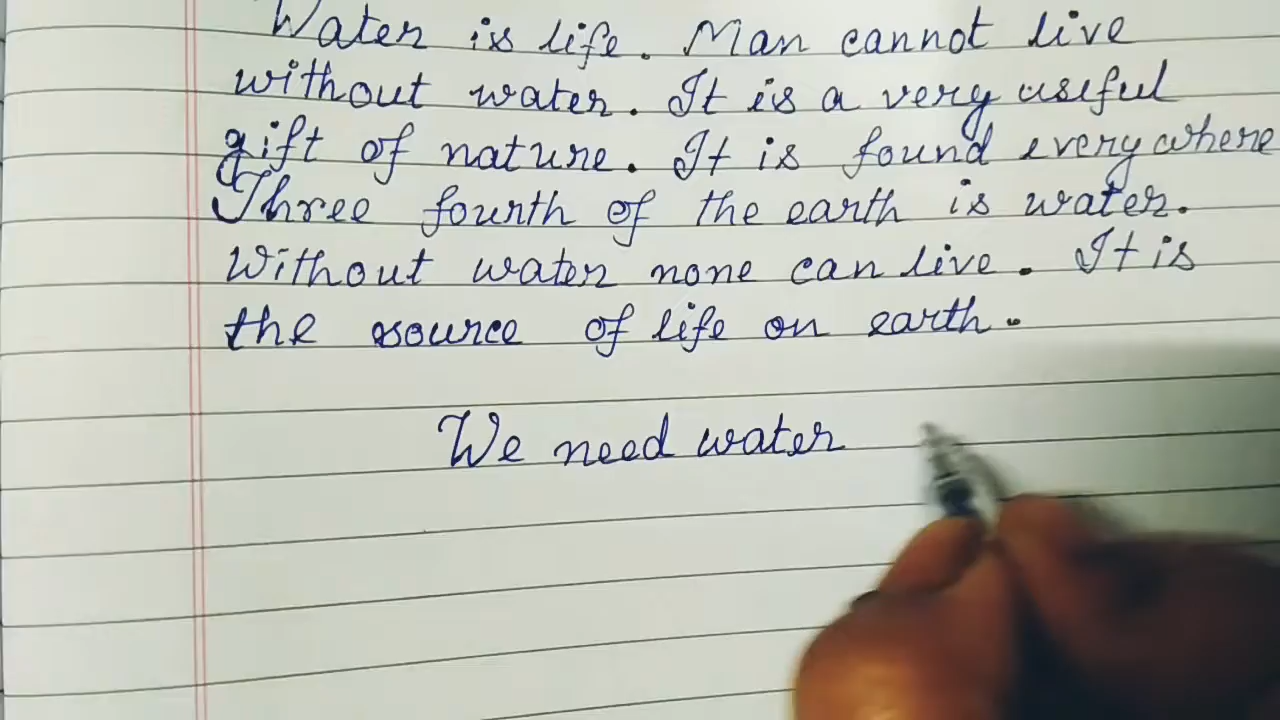 Water is life. Man cannot live
without water. It is a very useful
gift of nature. It is found everywhere
Three fourth of the earth is water.
Without water none can live. It is
the source of life on earth.
We need water